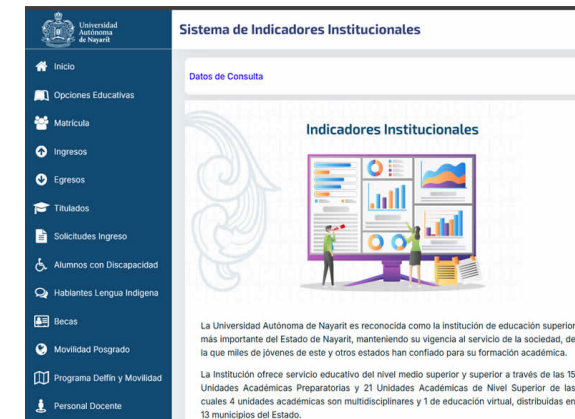 Universidad
Autónoma
de Nayarit
Sistema de Indicadores Institucionales
Inicio
Opciones Educativas
Matrícula
Ingresos
Egresos
Titulados
Solicitudes Ingreso
Alumnos con Discapacidad
Hablantes Lengua Indígena
Becas
Movilidad Posgrado
Programa Delfín y Movilidad
Personal Docente
Datos de Consulta
Indicadores Institucionales
La Universidad Autónoma de Nayarit es reconocida como la institución de educación superior
más importante del Estado de Nayarit, manteniendo su vigencia al servicio de la sociedad, de
la que miles de jóvenes de este y otros estados han confiado para su formación académica.
La Institución ofrece servicio educativo del nivel medio superior y superior a través de las 15
Unidades Académicas Preparatorias y 21 Unidades Académicas de Nivel Superior de las
cuales 4 unidades académicas son multidisciplinares y 1 de educación virtual, distribuidas en
13 municipios del Estado.